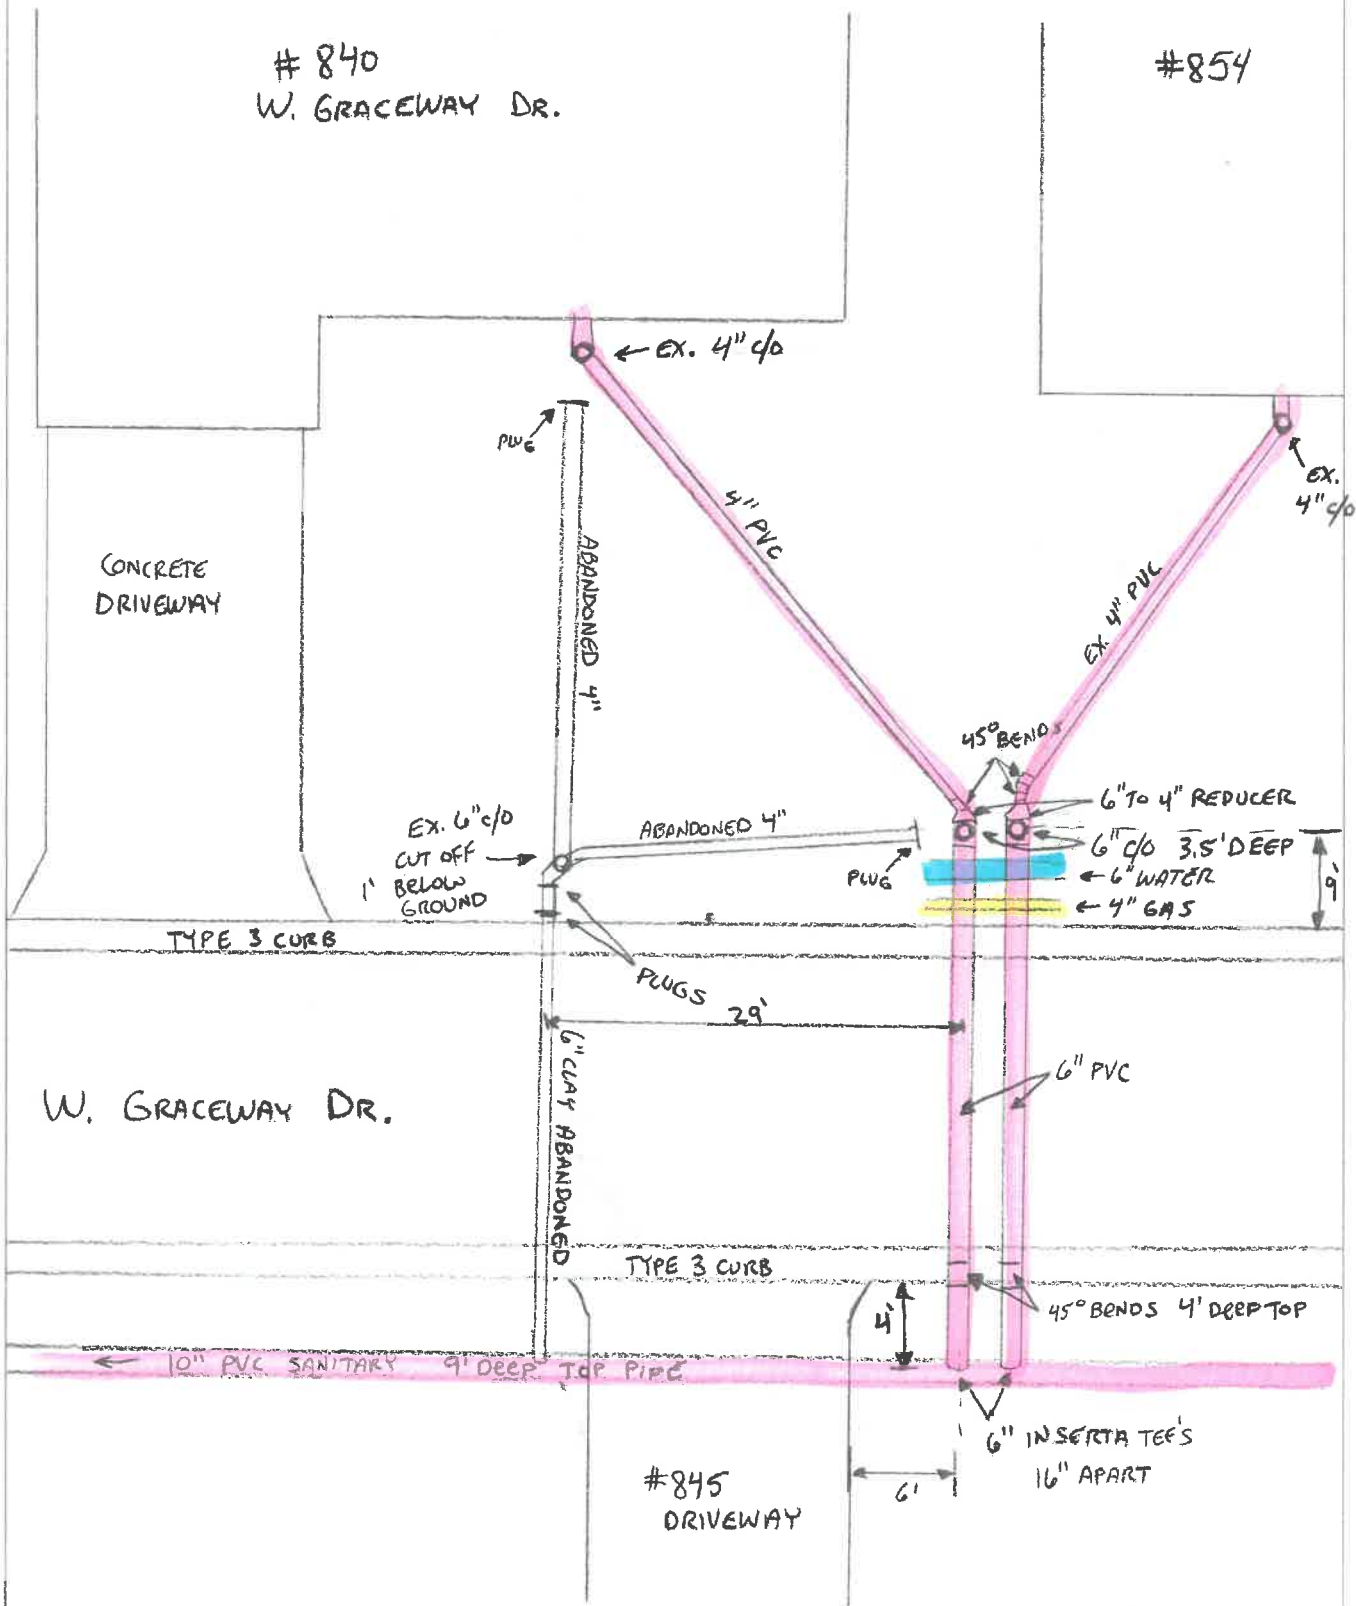 # 840
W. GRACEWAY DR.
#854
← EX. 4" c/o
PLUG
EX.
4" c/o
4" PVC
EX. 4" PVC
ABANDONED 4"
CONCRETE
DRIVEWAY
45° BENDS
6" TO 4" REDUCER
6" C/O 3.5' DEEP
← 6" WATER
← 4" GAS
9'
EX. 6" c/o
CUT OFF
1' BELOW
GROUND
ABANDONED 4"
PLUG
TYPE 3 CURB
PLUGS
29'
6" CLAY ABANDONED
6" PVC
W. GRACEWAY DR.
TYPE 3 CURB
4'
45° BENDS 4' DEEP TOP
← 10" PVC SANITARY 9' DEEP TOP PIPE
6" INSERTA TEE'S
16" APART
6'
#845
DRIVEWAY